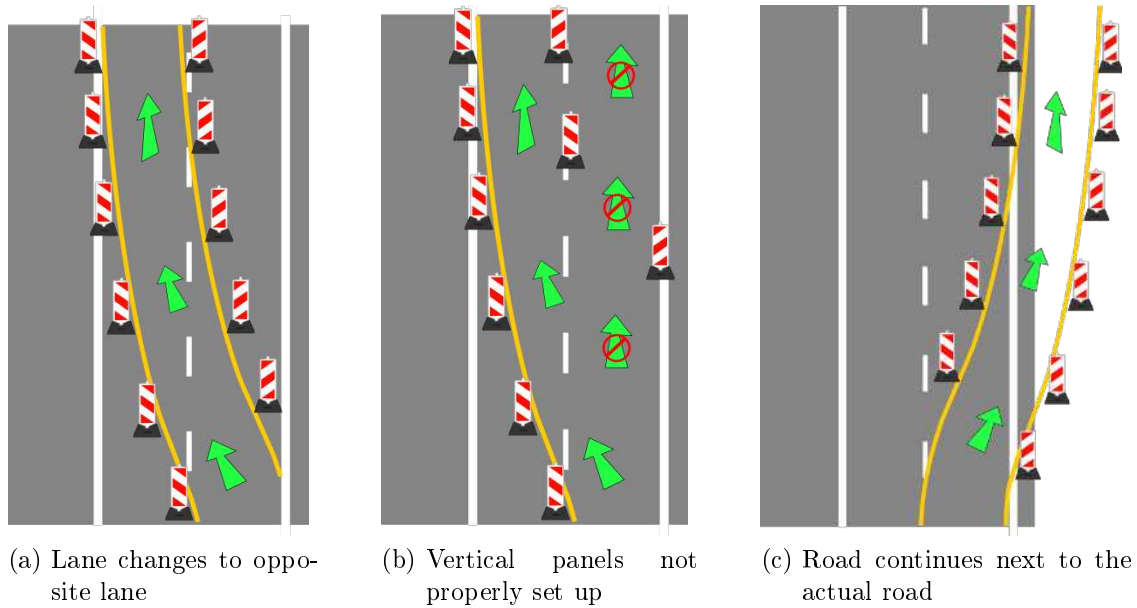 (a) Lane changes to oppo-
site lane
(b) Vertical panels not
properly set up
(c) Road continues next to the
actual road